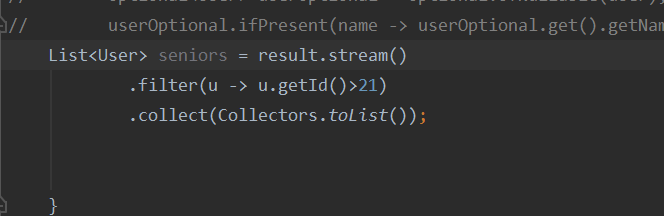 //        userOptional.ifPresent(name -> userOptional.get().getNam
List<User> seniors = result.stream()
.filter(u -> u.getId()>21)
.collect(Collectors.toList());
}